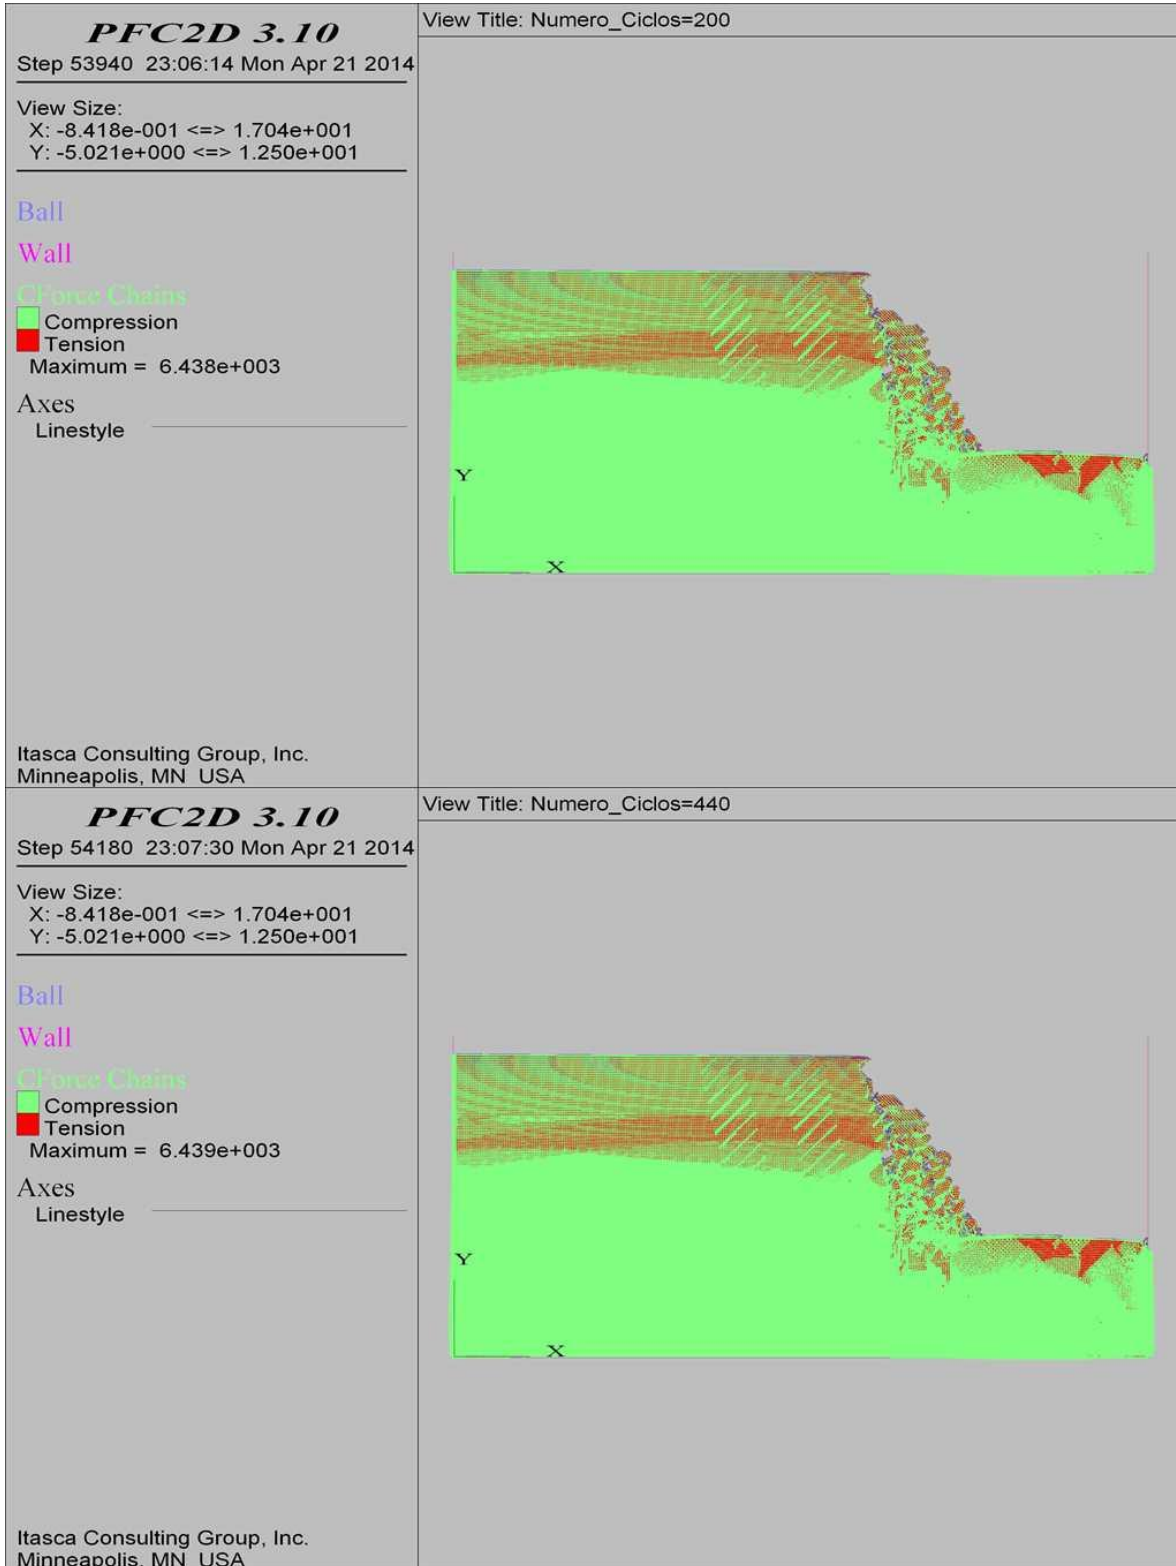 PFC2D 3.10
Step 53940 23:06:14 Mon Apr 21 2014
View Size:
X: -8.418e-001 <=> 1.704e+001
Y: -5.021e+000 <=> 1.250e+001
Ball
Wall
CForce Chains
Compression
Tension
Maximum = 6.438e+003
Axes
Linestyle
Itasca Consulting Group, Inc.
Minneapolis, MN USA
View Title: Numero_Ciclos=200
Y
X
PFC2D 3.10
Step 54180 23:07:30 Mon Apr 21 2014
View Size:
X: -8.418e-001 <=> 1.704e+001
Y: -5.021e+000 <=> 1.250e+001
Ball
Wall
CForce Chains
Compression
Tension
Maximum = 6.439e+003
Axes
Linestyle
Itasca Consulting Group, Inc.
Minneapolis, MN USA
View Title: Numero_Ciclos=440
Y
X